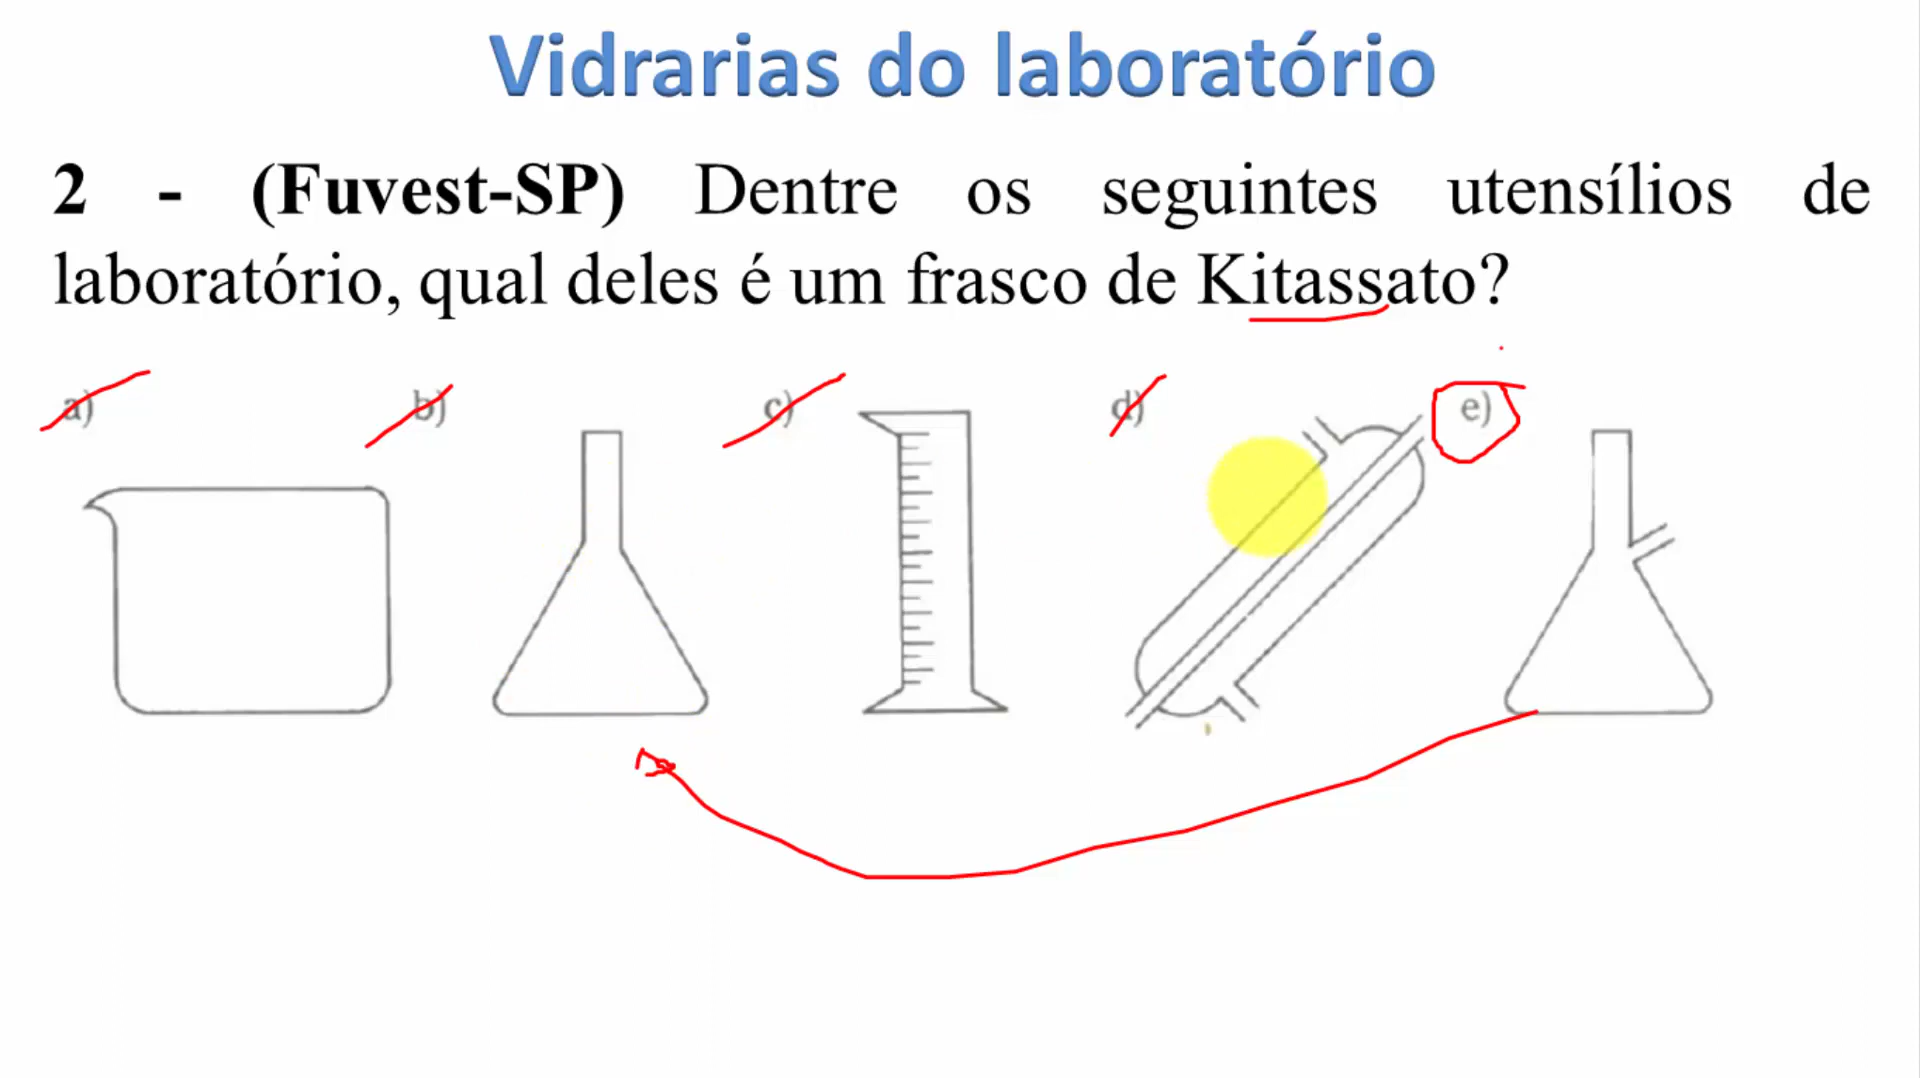 Vidrarias do laboratório
2 - (Fuvest-SP) Dentre os seguintes utensílios de
laboratório, qual deles é um frasco de Kitassato?
a) b) c) d) e)